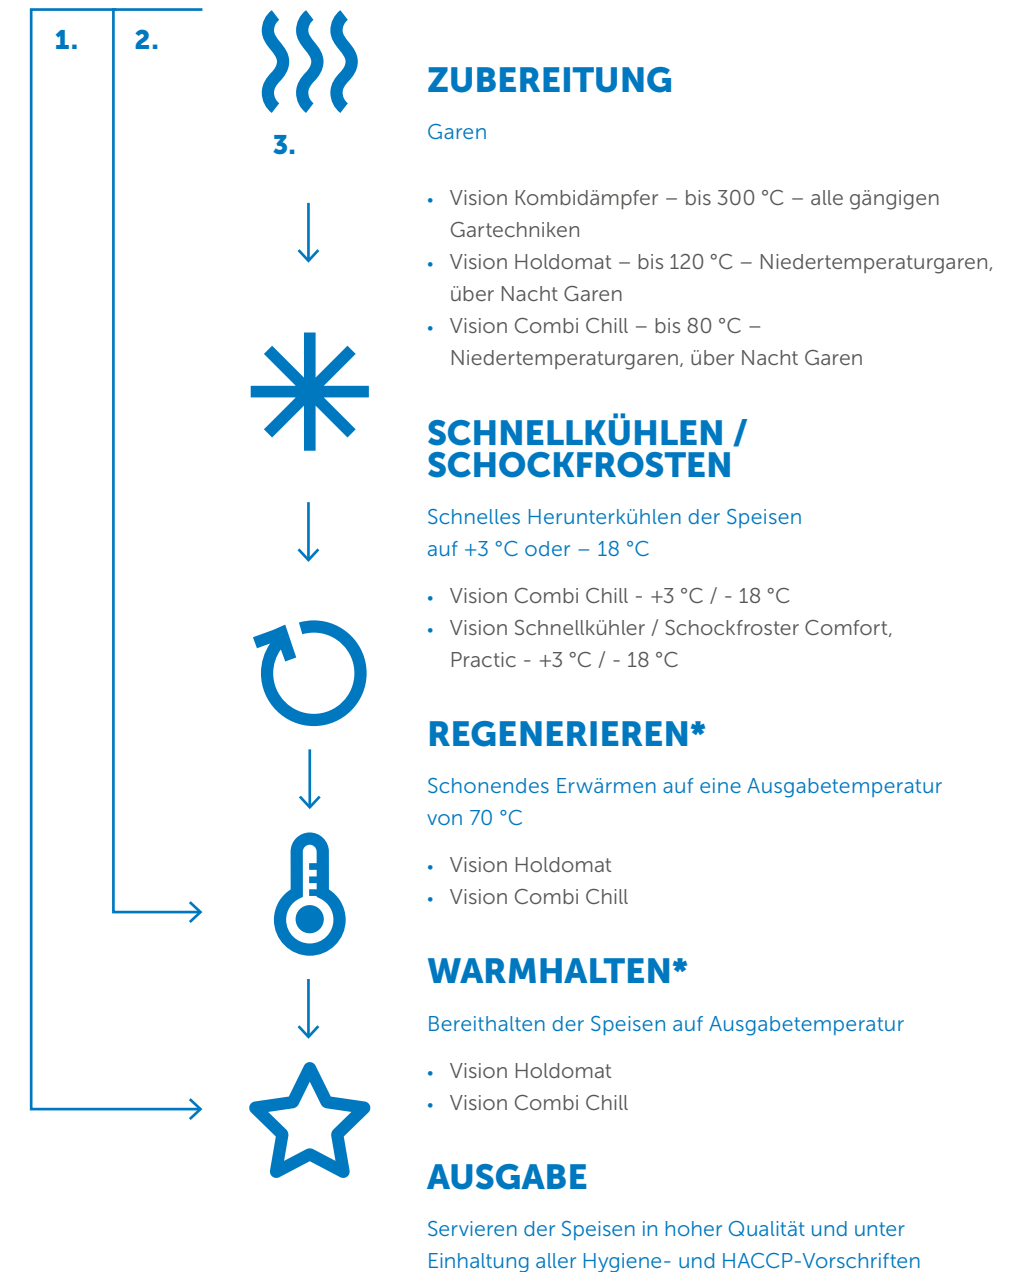 1.
2.
3.
ZUBEREITUNG
Garen
• Vision Kombidämpfer – bis 300 °C – alle gängigen
Gartechniken
• Vision Holdomat – bis 120 °C – Niedertemperaturgaren,
über Nacht Garen
• Vision Combi Chill – bis 80 °C –
Niedertemperaturgaren, über Nacht Garen
SCHNELLKÜHLEN /
SCHOCKFROSTEN
Schnelles Herunterkühlen der Speisen
auf +3 °C oder – 18 °C
• Vision Combi Chill - +3 °C / - 18 °C
• Vision Schnellkühler / Schockfroster Comfort,
Practic - +3 °C / - 18 °C
REGENERIEREN*
Schonendes Erwärmen auf eine Ausgabetemperatur
von 70 °C
• Vision Holdomat
• Vision Combi Chill
WARMHALTEN*
Bereithalten der Speisen auf Ausgabetemperatur
• Vision Holdomat
• Vision Combi Chill
AUSGABE
Servieren der Speisen in hoher Qualität und unter
Einhaltung aller Hygiene- und HACCP-Vorschriften